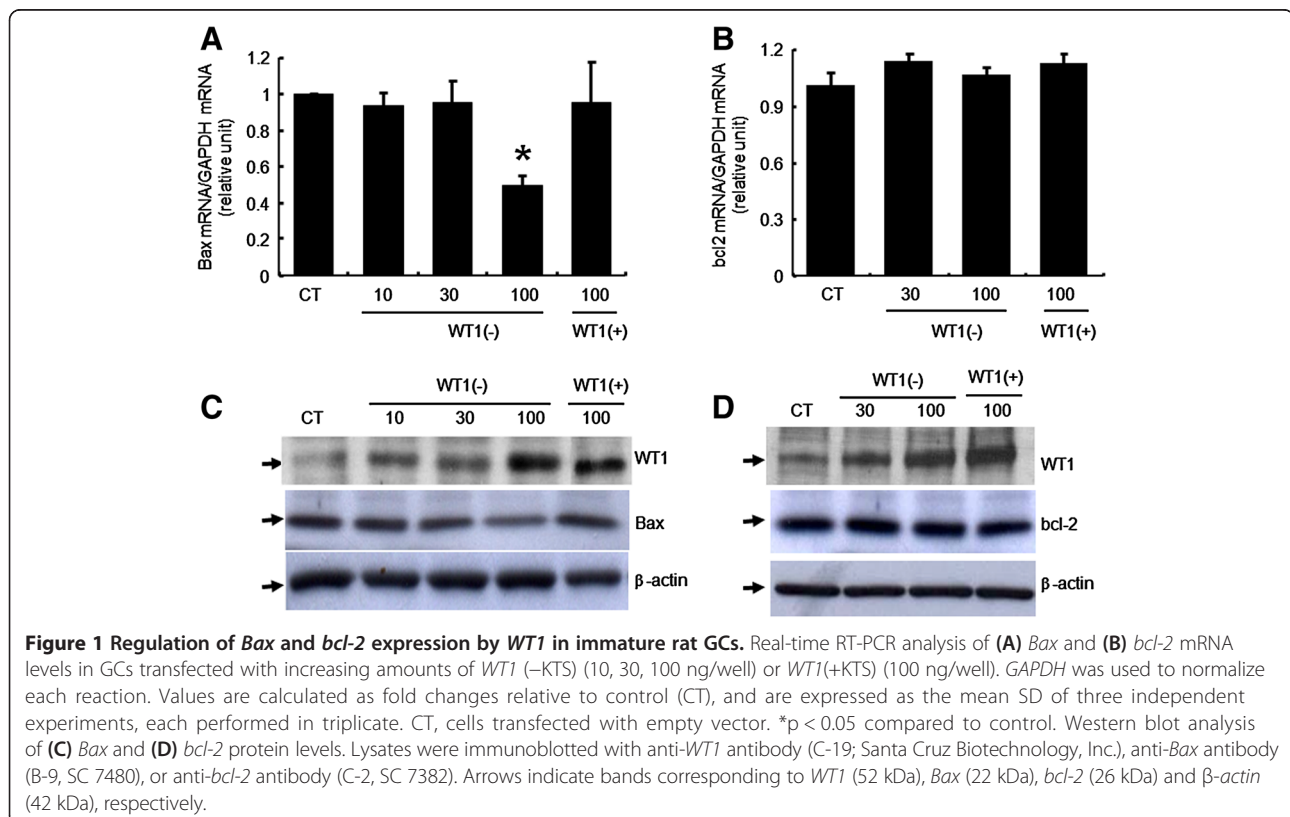 A
B
1.2
1
0.8
0.6
0.4
0.2
0
Bax mRNA/GAPDH mRNA
(relative unit)
*
CT 10 30 100 100
WT1(-) WT1(+)
1.2
0.9
0.6
0.3
0
bcl2 mRNA/GAPDH mRNA
(relative unit)
CT 30 100 100
WT1(-) WT1(+)
C
WT1(-) WT1(+)
CT 10 30 100 100
WT1
Bax
β-actin
D
WT1(-) WT1(+)
CT 30 100 100
WT1
bcl-2
β-actin
Figure 1 Regulation of Bax and bcl-2 expression by WT1 in immature rat GCs. Real-time RT-PCR analysis of (A) Bax and (B) bcl-2 mRNA
levels in GCs transfected with increasing amounts of WT1 (−KTS) (10, 30, 100 ng/well) or WT1(+KTS) (100 ng/well). GAPDH was used to normalize
each reaction. Values are calculated as fold changes relative to control (CT), and are expressed as the mean SD of three independent
experiments, each performed in triplicate. CT, cells transfected with empty vector. *p < 0.05 compared to control. Western blot analysis
of (C) Bax and (D) bcl-2 protein levels. Lysates were immunoblotted with anti-WT1 antibody (C-19; Santa Cruz Biotechnology, Inc.), anti-Bax antibody
(B-9, SC 7480), or anti-bcl-2 antibody (C-2, SC 7382). Arrows indicate bands corresponding to WT1 (52 kDa), Bax (22 kDa), bcl-2 (26 kDa) and β-actin
(42 kDa), respectively.